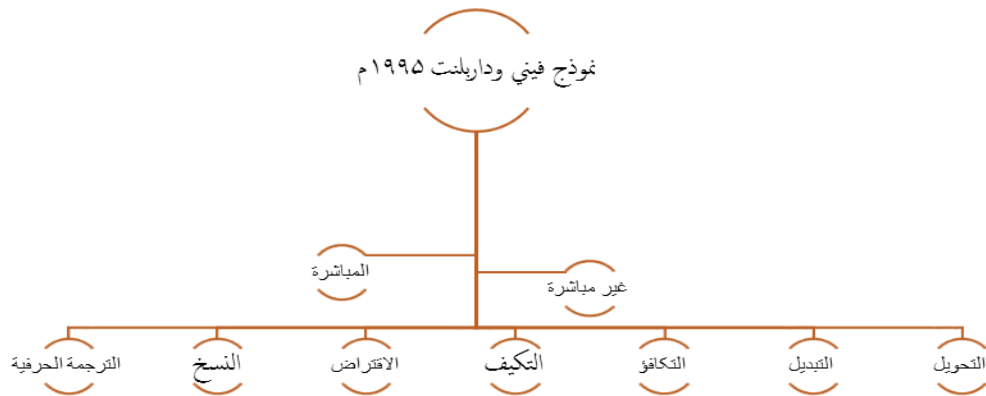 نموذج فيني وداربلنت ١٩٩٥م
المباشرة
غير مباشرة
التحويل
التبديل
التكافؤ
التكيف
الاقتراض
النسخ
الترجمة الحرفية